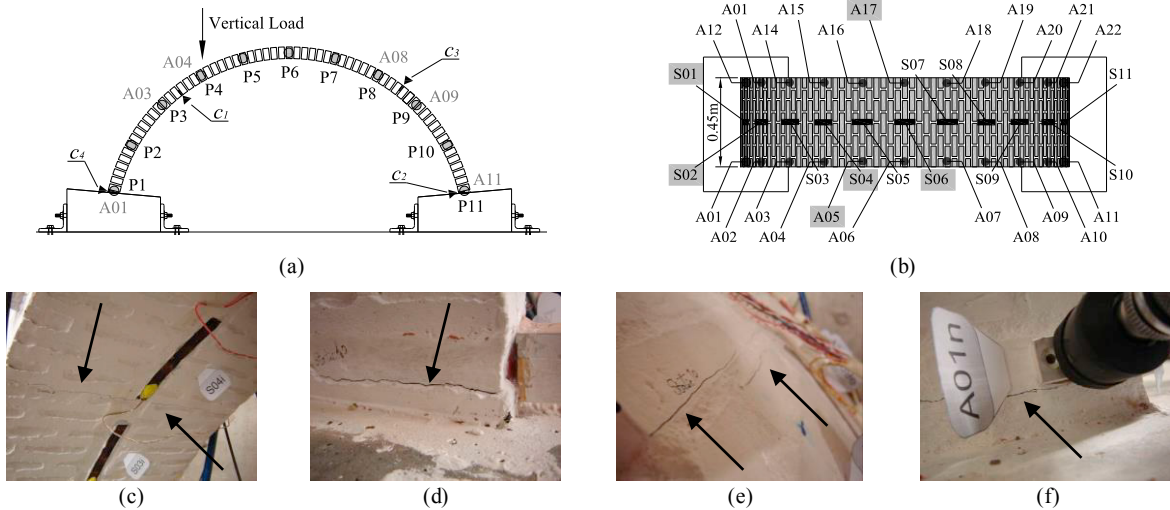 Vertical Load
A04
P5
P6
P7
A08
c3
P4
P8
A03
c1
A09
P3
P9
P2
P10
c4
P1
c2
A11
A01
P11
(a)
A01 A15 A17 A19 A21
A12 A14 A16 A18 A20 A22
S01 S07 S08 S11
0.45m
S02 S03 S04 S05 S06 S09 S10
A01 A03 A05 A07 A09 A11
A02 A04 A06 A08 A10
(b)
S04i
S03i
A01n
(c)
(d)
(e)
(f)